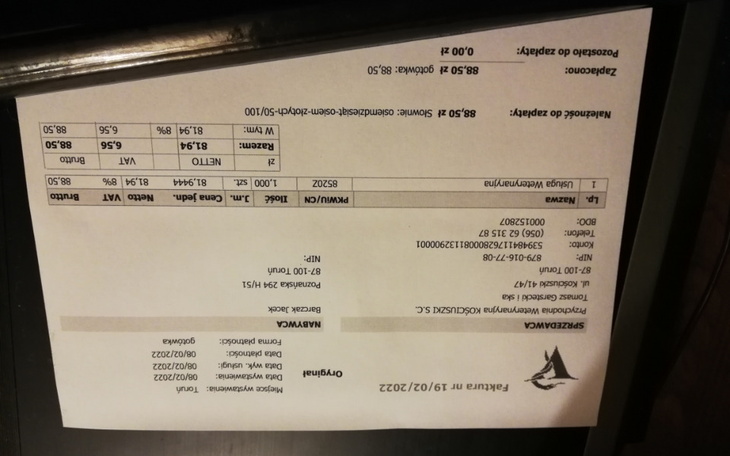 Faktura nr 19/02/2022
Oryginał
Miejsce wystawienia: Toruń
Data wystawienia: 08/02/2022
Data wyk. usługi: 08/02/2022
Data płatności: 08/02/2022
Forma płatności: gotówka
SPRZEDAWCA
Przychodnia Weterynaryjna KOŚCIUSZKI S.C.
Tomasz Garstecki i ska
ul. Kościuszki 41/47
87-100 Toruń
NIP: 879-016-77-08
Konto: 53948411762800081132900001
Telefon: (056) 62 315 87
BDO: 000152807
NABYWCA
Barczak Jacek
Poznańska 294 H/51
87-100 Toruń
NIP:
Lp. Nazwa PKWiU/CN Ilość J.m. Cena jedn. Netto VAT Brutto
1 Usługa Weterynaryjna 8520Z 1,000 szt. 81,9444 81,94 8% 88,50
zł NETTO VAT Brutto
Razem: 81,94 6,56 88,50
W tym: 81,94 8% 6,56 88,50
Należność do zapłaty: 88,50 zł Słownie: osiemdziesiąt-osiem-złotych-50/100
Zapłacono: 88,50 zł gotówka: 88,50
Pozostało do zapłaty: 0,00 zł